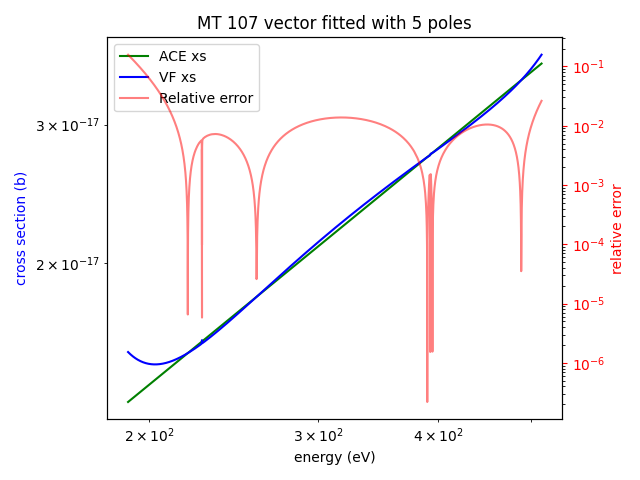 MT 107 vector fitted with 5 poles
ACE xs
VF xs
Relative error
cross section (b)
3 × 10⁻¹⁷
2 × 10⁻¹⁷
10⁻¹
10⁻²
10⁻³
10⁻⁴
10⁻⁵
10⁻⁶
relative error
2 × 10² 3 × 10² 4 × 10²
energy (eV)